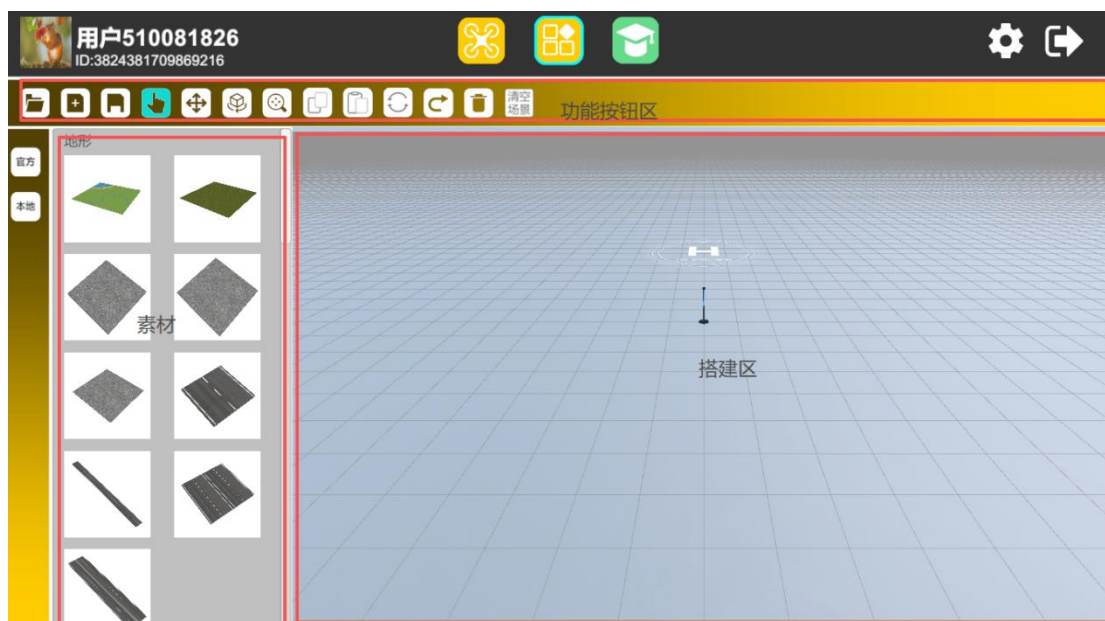 用户510081826
ID:3824381709869216
清空
场景
功能按钮区
官方
本地
地形
素材
搭建区